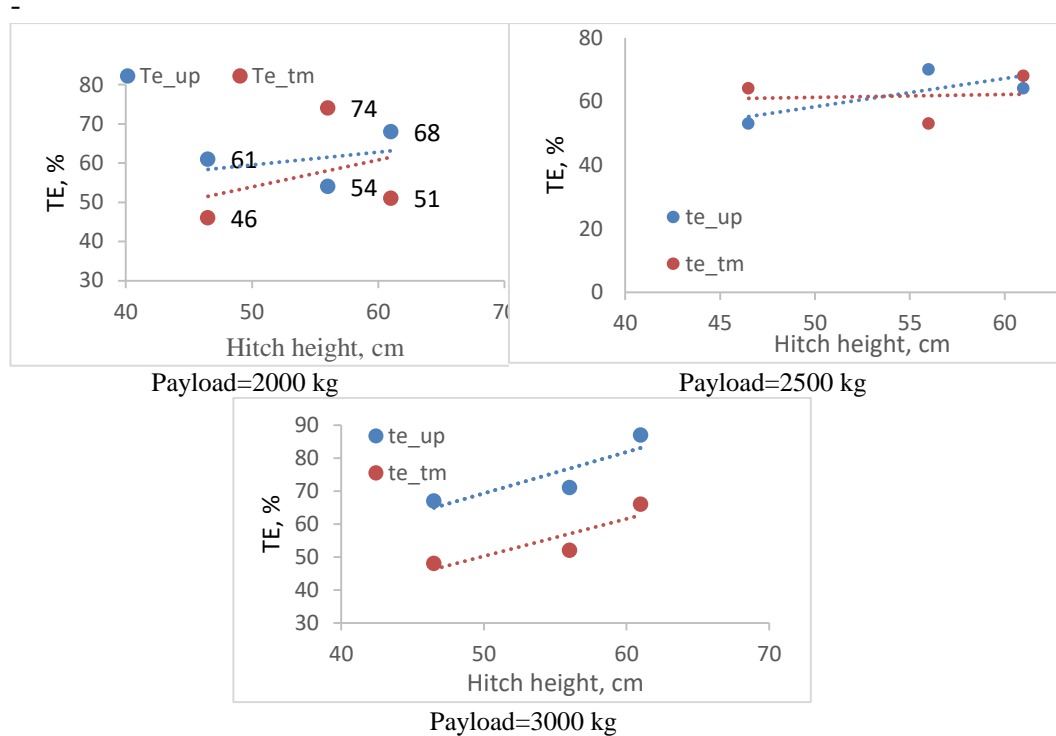 -
Te_up Te_tm
80
70
60
50
40
30
TE, %
61
46
74
54
68
51
40 50 60 70
Hitch height, cm
Payload=2000 kg
80
60
40
20
0
TE, %
te_up
te_tm
40 45 50 55 60
Hitch height, cm
Payload=2500 kg
90
80
70
60
50
40
30
TE, %
te_up
te_tm
40 50 60 70
Hitch height, cm
Payload=3000 kg